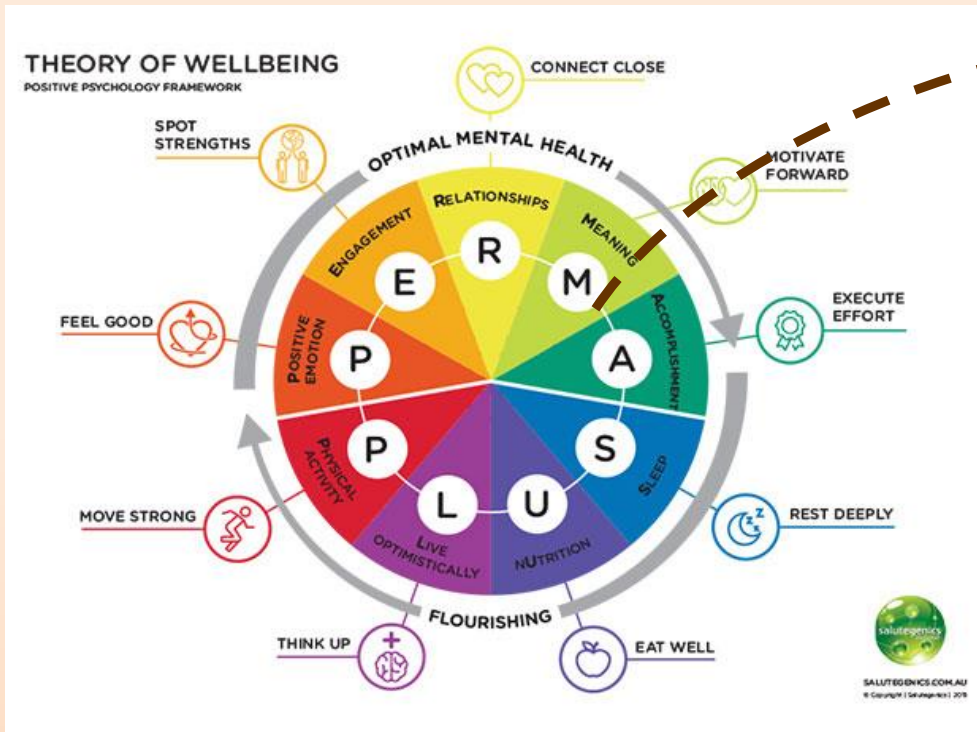 THEORY OF WELLBEING
POSITIVE PSYCHOLOGY FRAMEWORK
CONNECT CLOSE
SPOT
STRENGTHS
OPTIMAL MENTAL HEALTH
MOTIVATE
FORWARD
RELATIONSHIPS
ENGAGEMENT
MEANING
R
E
M
FEEL GOOD
POSITIVE
EMOTION
P
A
ACCOMPLISHMENT
EXECUTE
EFFORT
P
S
PHYSICAL
ACTIVITY
SLEEP
L
U
MOVE STRONG
REST DEEPLY
LIVE
OPTIMISTICALLY
NUTRITION
FLOURISHING
THINK UP
EAT WELL
salutegenics
SALUTEGENICS.COM.AU
© Copyright | Salutegenics |